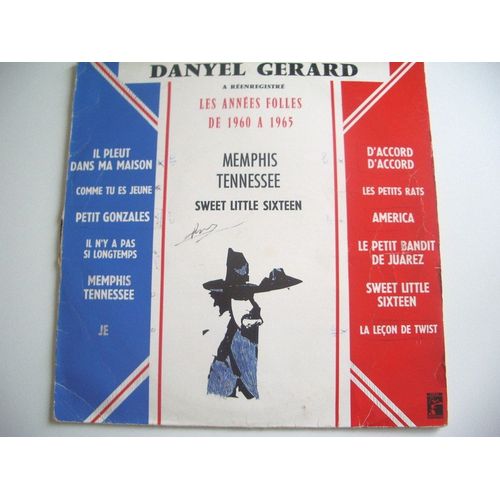 DANYEL GERARD
A RÉENREGISTRÉ
LES ANNÉES FOLLES
DE 1960 A 1965
MEMPHIS
TENNESSEE
SWEET LITTLE SIXTEEN
IL PLEUT
DANS MA MAISON
COMME TU ES JEUNE
PETIT GONZALES
IL N'Y A PAS
SI LONGTEMPS
MEMPHIS
TENNESSEE
JE
D'ACCORD
D'ACCORD
LES PETITS RATS
AMERICA
LE PETIT BANDIT
DE JUÁREZ
SWEET LITTLE
SIXTEEN
LA LEÇON DE TWIST